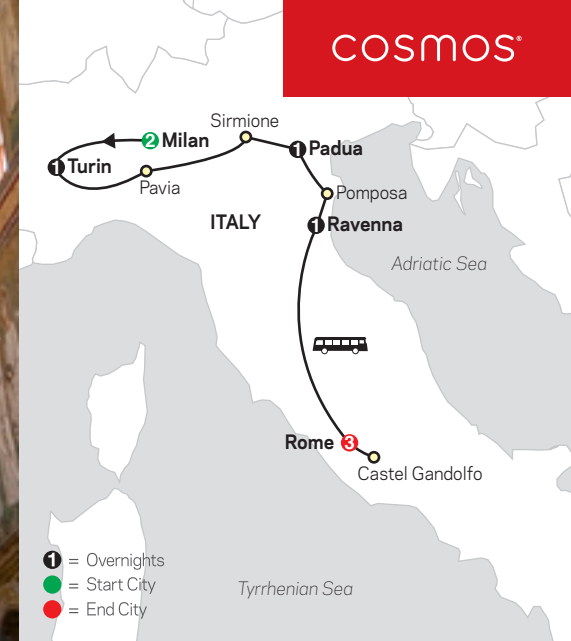 cosmos®
Sirmione
2 Milan
1 Padua
1 Turin
Pavia
Pomposa
ITALY
1 Ravenna
Adriatic Sea
Rome 3
Castel Gandolfo
1 = Overnights
= Start City
= End City
Tyrrhenian Sea